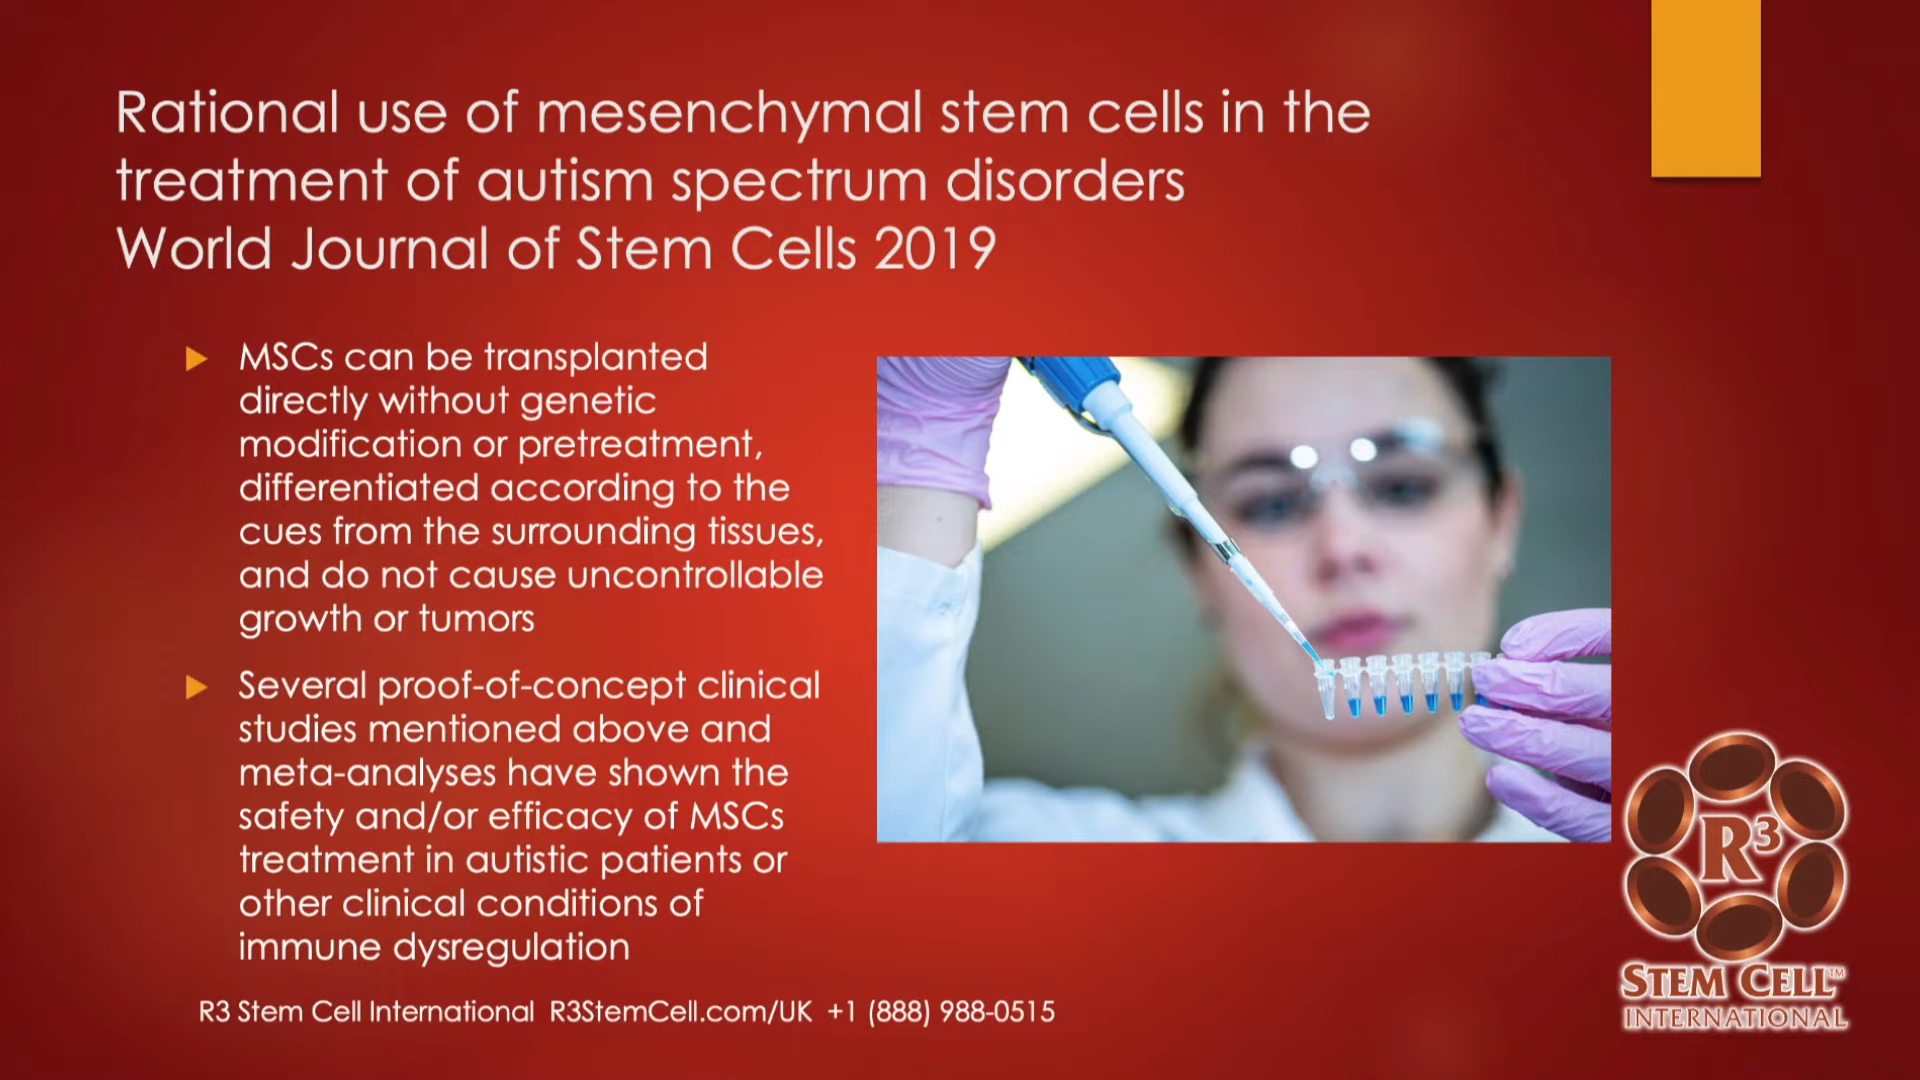 Rational use of mesenchymal stem cells in the
treatment of autism spectrum disorders
World Journal of Stem Cells 2019
MSCs can be transplanted
directly without genetic
modification or pretreatment,
differentiated according to the
cues from the surrounding tissues,
and do not cause uncontrollable
growth or tumors
Several proof-of-concept clinical
studies mentioned above and
meta-analyses have shown the
safety and/or efficacy of MSCs
treatment in autistic patients or
other clinical conditions of
immune dysregulation
R3 Stem Cell International R3StemCell.com/UK +1 (888) 988-0515
R3
STEM CELL™
INTERNATIONAL